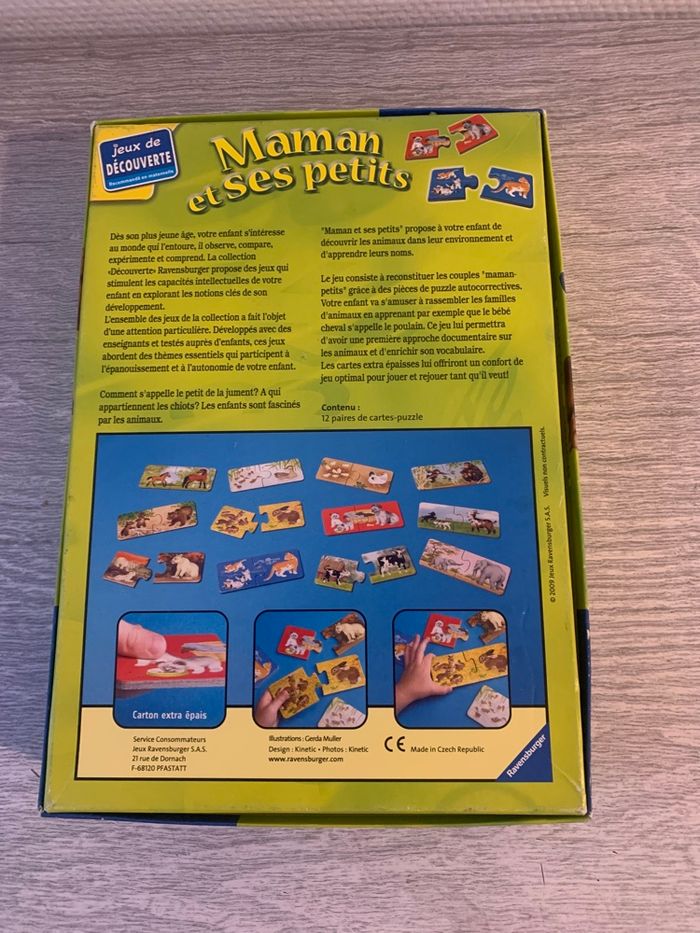 jeux de
DÉCOUVERTE
Recommandé en maternelle
Maman
et ses petits
Dès son plus jeune âge, votre enfant s'intéresse
au monde qui l'entoure, il observe, compare,
expérimente et comprend. La collection
«Découverte» Ravensburger propose des jeux qui
stimulent les capacités intellectuelles de votre
enfant en explorant les notions clés de son
développement.
L'ensemble des jeux de la collection a fait l'objet
d'une attention particulière. Développés avec des
enseignants et testés auprès d'enfants, ces jeux
abordent des thèmes essentiels qui participent à
l'épanouissement et à l'autonomie de votre enfant.
Comment s'appelle le petit de la jument? A qui
appartiennent les chiots? Les enfants sont fascinés
par les animaux.
"Maman et ses petits" propose à votre enfant de
découvrir les animaux dans leur environnement et
d'apprendre leurs noms.
Le jeu consiste à reconstituer les couples "maman-
petits" grâce à des pièces de puzzle autocorrectives.
Votre enfant va s'amuser à rassembler les familles
d'animaux en apprenant par exemple que le bébé
cheval s'appelle le poulain. Ce jeu lui permettra
d'avoir une première approche documentaire sur
les animaux et d'enrichir son vocabulaire.
Les cartes extra épaisses lui offriront un confort de
jeu optimal pour jouer et rejouer tant qu'il veut!
Contenu :
12 paires de cartes-puzzle
© 2009 Jeux Ravensburger S.A.S. Visuels non contractuels.
Carton extra épais
Service Consommateurs
Jeux Ravensburger S.A.S.
21 rue de Dornach
F-68120 PFASTATT
Illustrations : Gerda Muller
Design : Kinetic • Photos : Kinetic
www.ravensburger.com
CE Made in Czech Republic
Ravensburger